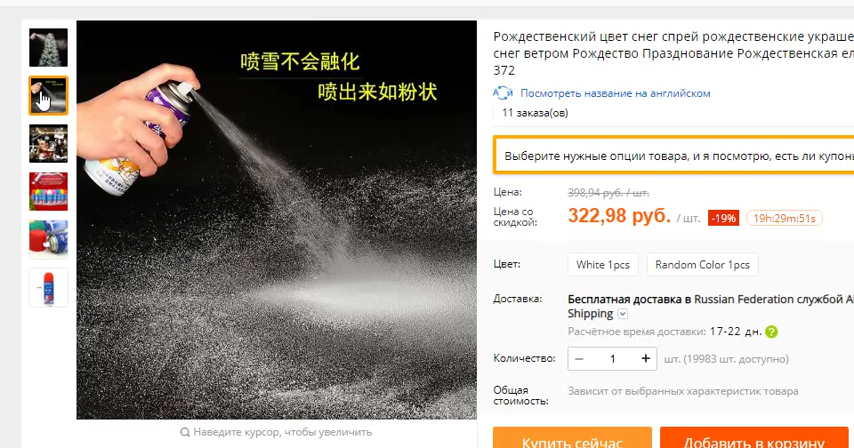 喷雪不会融化
喷出来如粉状
Наведите курсор, чтобы увеличить
Рождественский цвет снег спрей рождественские украше
снег ветром Рождество Празднование Рождественская ел
372
Посмотреть название на английском
11 заказа(ов)
Выберите нужные опции товара, и я посмотрю, есть ли купоны
Цена: 398,94 руб. / шт.
Цена со скидкой: 322,98 руб. / шт. -19% 19h:29m:51s
Цвет: White 1pcs Random Color 1pcs
Доставка: Бесплатная доставка в Russian Federation службой Al
Shipping
Расчётное время доставки: 17-22 дн. ?
Количество: − 1 + шт. (19983 шт. доступно)
Общая стоимость: Зависит от выбранных характеристик товара
Купить сейчас Добавить в корзину